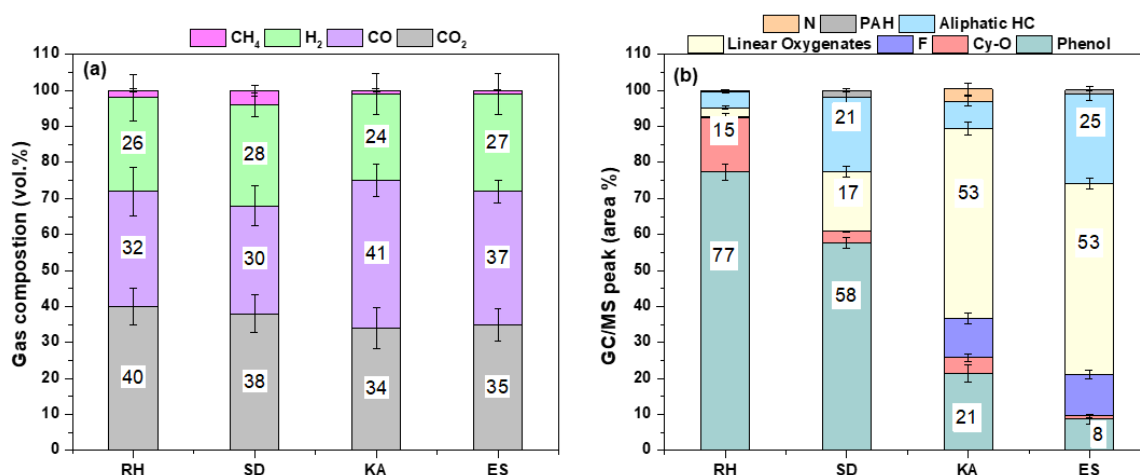 CH4 H2 CO CO2
(a)
Gas compostion (vol.%)
110
100
90
80
70
60
50
40
30
20
10
0
26 28 24 27
32 30 41 37
40 38 34 35
RH SD KA ES
N PAH Aliphatic HC
Linear Oxygenates F Cy-O Phenol
(b)
GC/MS peak (area %)
110
100
90
80
70
60
50
40
30
20
10
0
15 21 53 25
77 17 21 53
58 8
RH SD KA ES